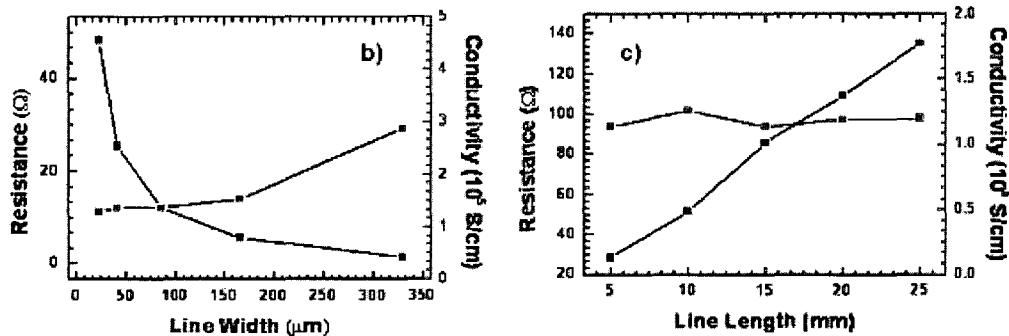 b)
Resistance (Ω)
40
20
0
5
4
3
2
1
0
Conductivity (10⁵ S/cm)
0 50 100 150 200 250 300 350
Line Width (μm)
c)
Resistance (Ω)
140
120
100
80
60
40
20
2.0
1.5
1.0
0.5
0.0
Conductivity (10⁵ S/cm)
5 10 15 20 25
Line Length (mm)